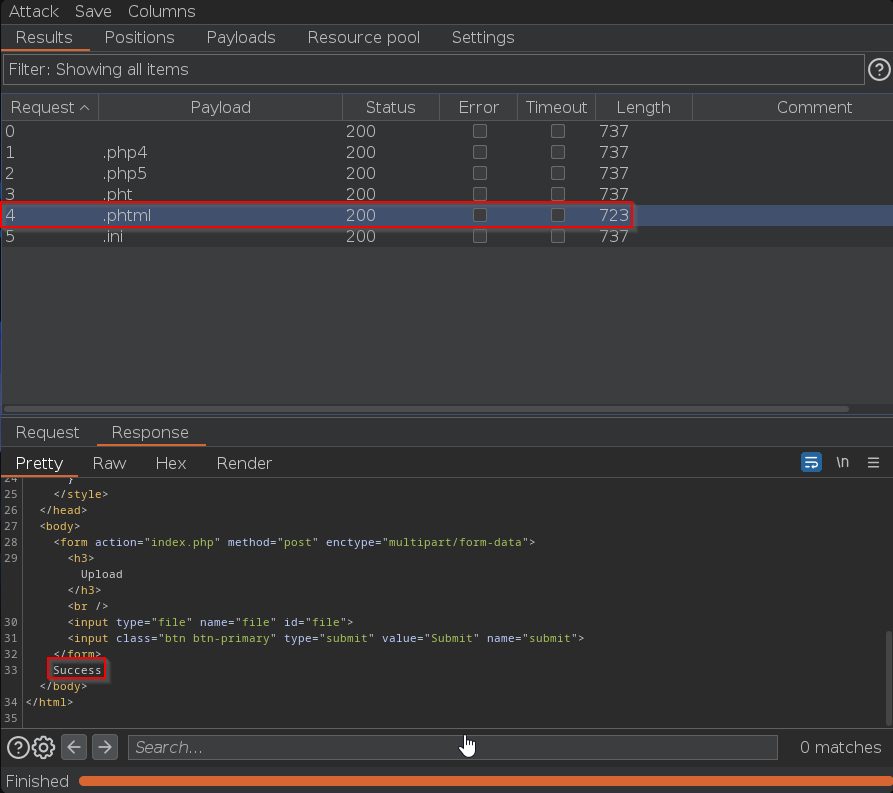 Attack Save Columns
Results Positions Payloads Resource pool Settings
Filter: Showing all items ?
Request Payload Status Error Timeout Length Comment
0 200 737
1 .php4 200 737
2 .php5 200 737
3 .pht 200 737
4 .phtml 200 723
5 .ini 200 737
Request Response
Pretty Raw Hex Render \n
24 }
25 </style>
26 </head>
27 <body>
28 <form action="index.php" method="post" enctype="multipart/form-data">
29 <h3>
Upload
</h3>
<br />
30 <input type="file" name="file" id="file">
31 <input class="btn btn-primary" type="submit" value="Submit" name="submit">
32 </form>
33 Success
</body>
34 </html>
35
? Search... 0 matches
Finished